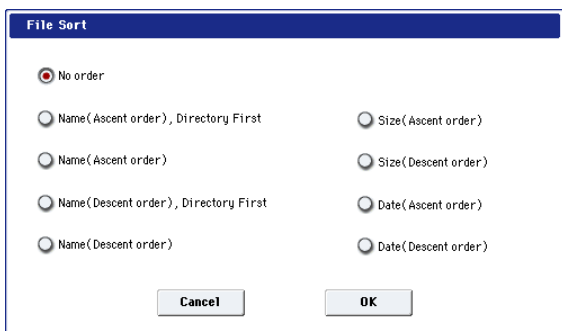 File Sort
No order
Name(Ascent order), Directory First
Size(Ascent order)
Name(Ascent order)
Size(Descent order)
Name(Descent order), Directory First
Date(Ascent order)
Name(Descent order)
Date(Descent order)
Cancel
OK